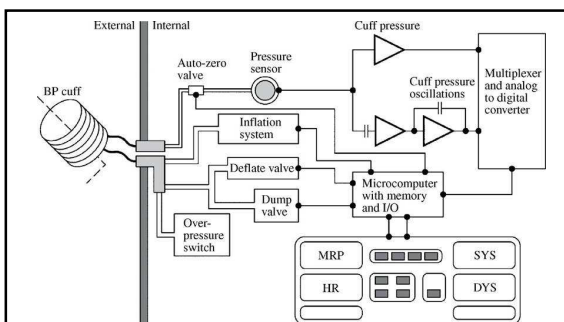 External
Internal
Cuff pressure
Auto-zero
valve
Pressure
sensor
BP cuff
Cuff pressure
oscillations
Multiplexer
and analog
to digital
converter
Inflation
system
Deflate valve
Dump
valve
Microcomputer
with memory
and I/O
Over-
pressure
switch
MRP
SYS
HR
DYS